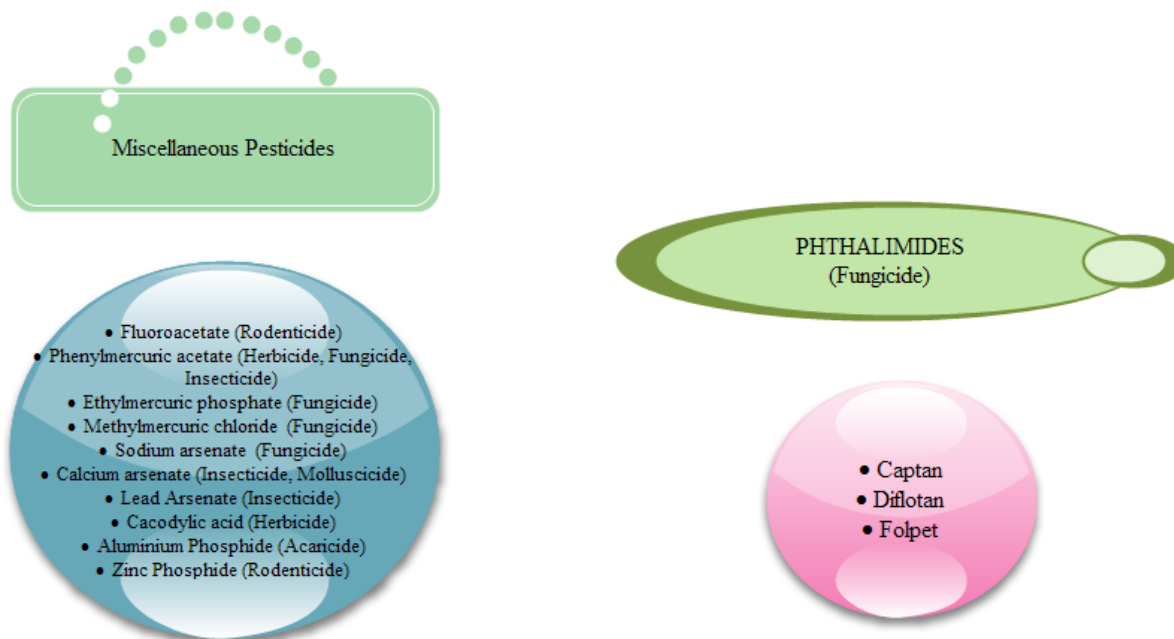 Miscellaneous Pesticides
• Fluoroacetate (Rodenticide)
• Phenylmercuric acetate (Herbicide, Fungicide,
Insecticide)
• Ethylmercuric phosphate (Fungicide)
• Methylmercuric chloride (Fungicide)
• Sodium arsenate (Fungicide)
• Calcium arsenate (Insecticide, Molluscicide)
• Lead Arsenate (Insecticide)
• Cacodylic acid (Herbicide)
• Aluminium Phosphide (Acaricide)
• Zinc Phosphide (Rodenticide)
PHTHALIMIDES
(Fungicide)
• Captan
• Diflotan
• Folpet